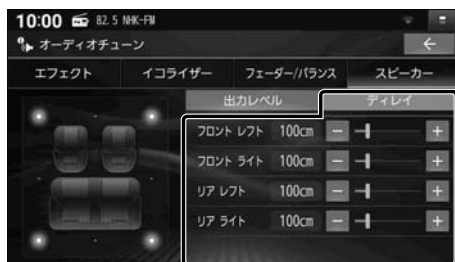 10:00 82.5 NHK-FM
オーディオチューン
エフェクト イコライザー フェーダー/バランス スピーカー
出力レベル ディレイ
フロント レフト 100cm
フロント ライト 100cm
リア レフト 100cm
リア ライト 100cm